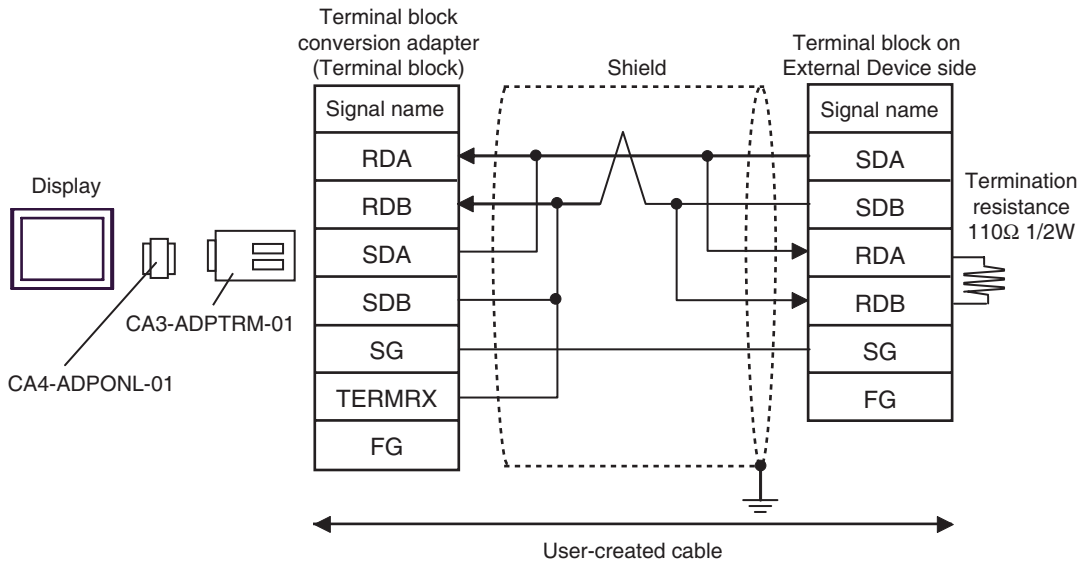 Terminal block
conversion adapter
(Terminal block)
Shield
Terminal block on
External Device side
Display
CA3-ADPTRM-01
CA4-ADPONL-01
Signal name
RDA
RDB
SDA
SDB
SG
TERMRX
FG
Signal name
SDA
SDB
RDA
RDB
SG
FG
Termination
resistance
110Ω 1/2W
User-created cable